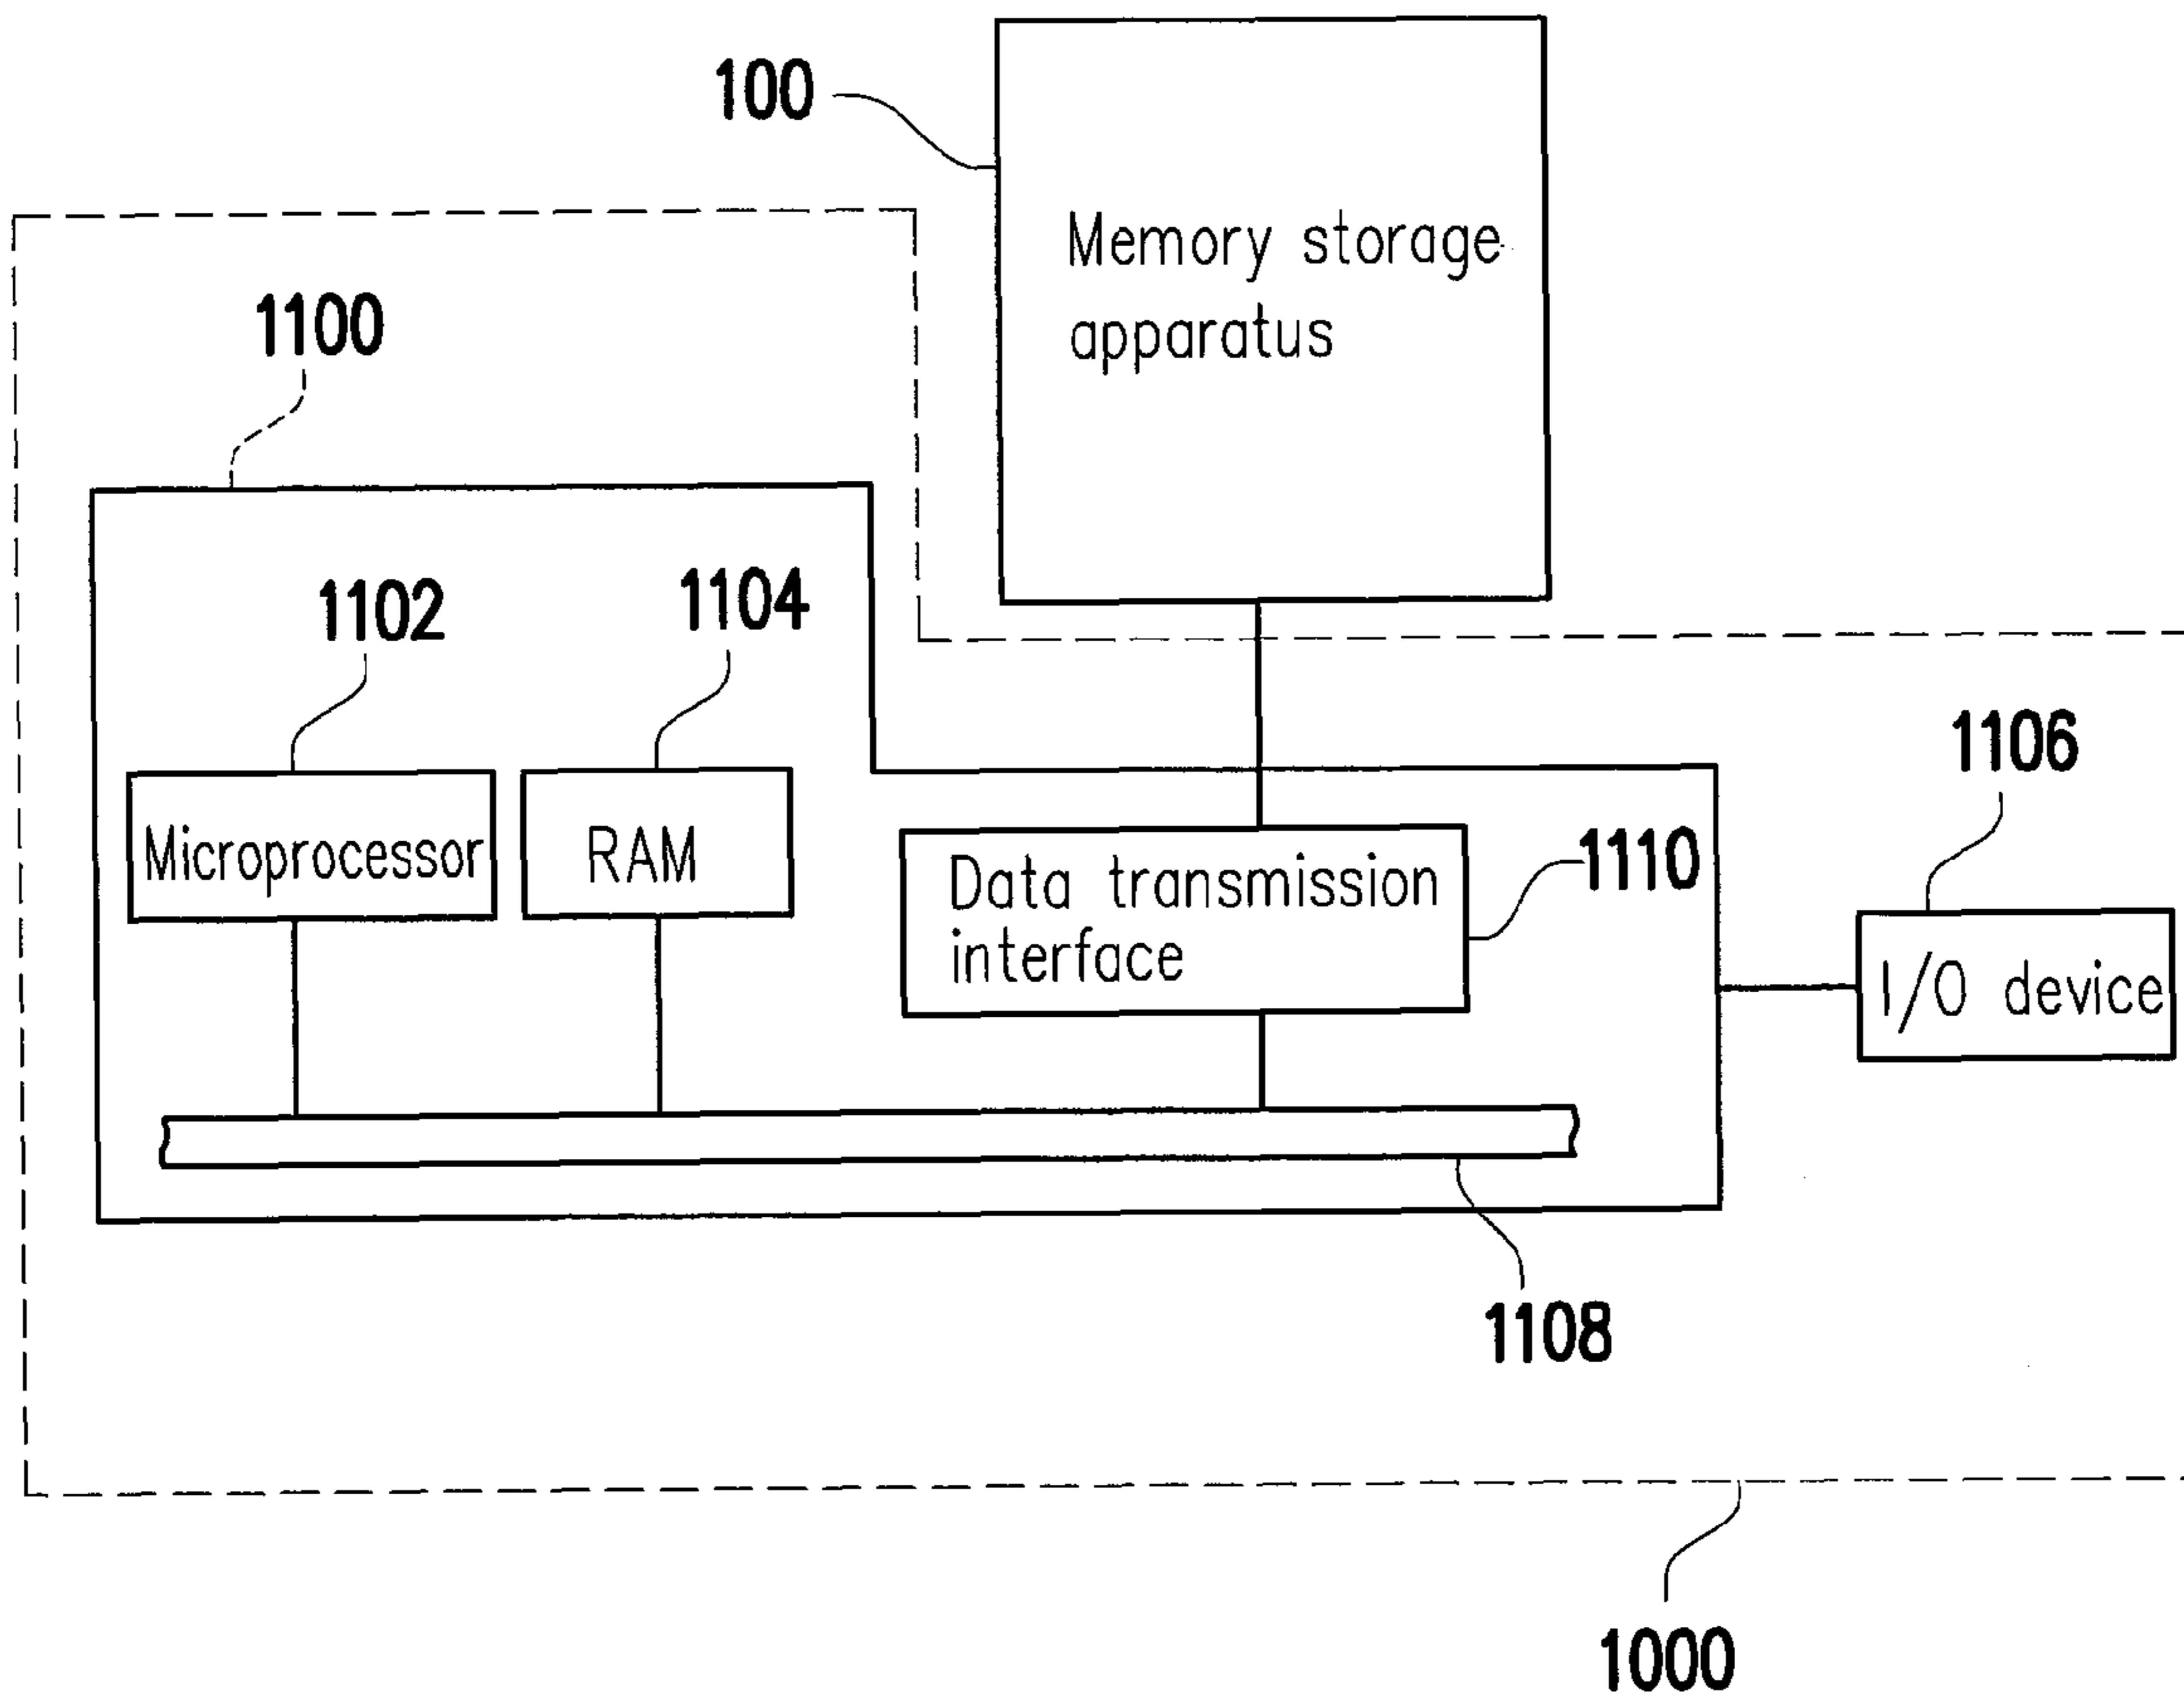 100
Memory storage
apparatus
1100
1102
1104
1106
Microprocessor
RAM
Data transmission
interface
1110
I/O device
1108
1000